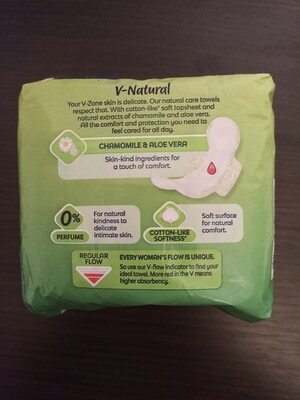 V-Natural
Your V-Zone skin is delicate. Our natural care towels
respect that. With cotton-like* soft topsheet and
natural extracts of chamomile and aloe vera.
All the comfort and protection you need to
feel cared for all day.
CHAMOMILE & ALOE VERA
Skin-kind ingredients for
a touch of comfort.
0%
PERFUME
For natural
kindness to
delicate
intimate skin.
COTTON-LIKE
SOFTNESS*
Soft surface
for natural
comfort.
REGULAR
FLOW
EVERY WOMAN'S FLOW IS UNIQUE.
So use our V-flow indicator to find your
ideal towel. More red in the V means
higher absorbency.